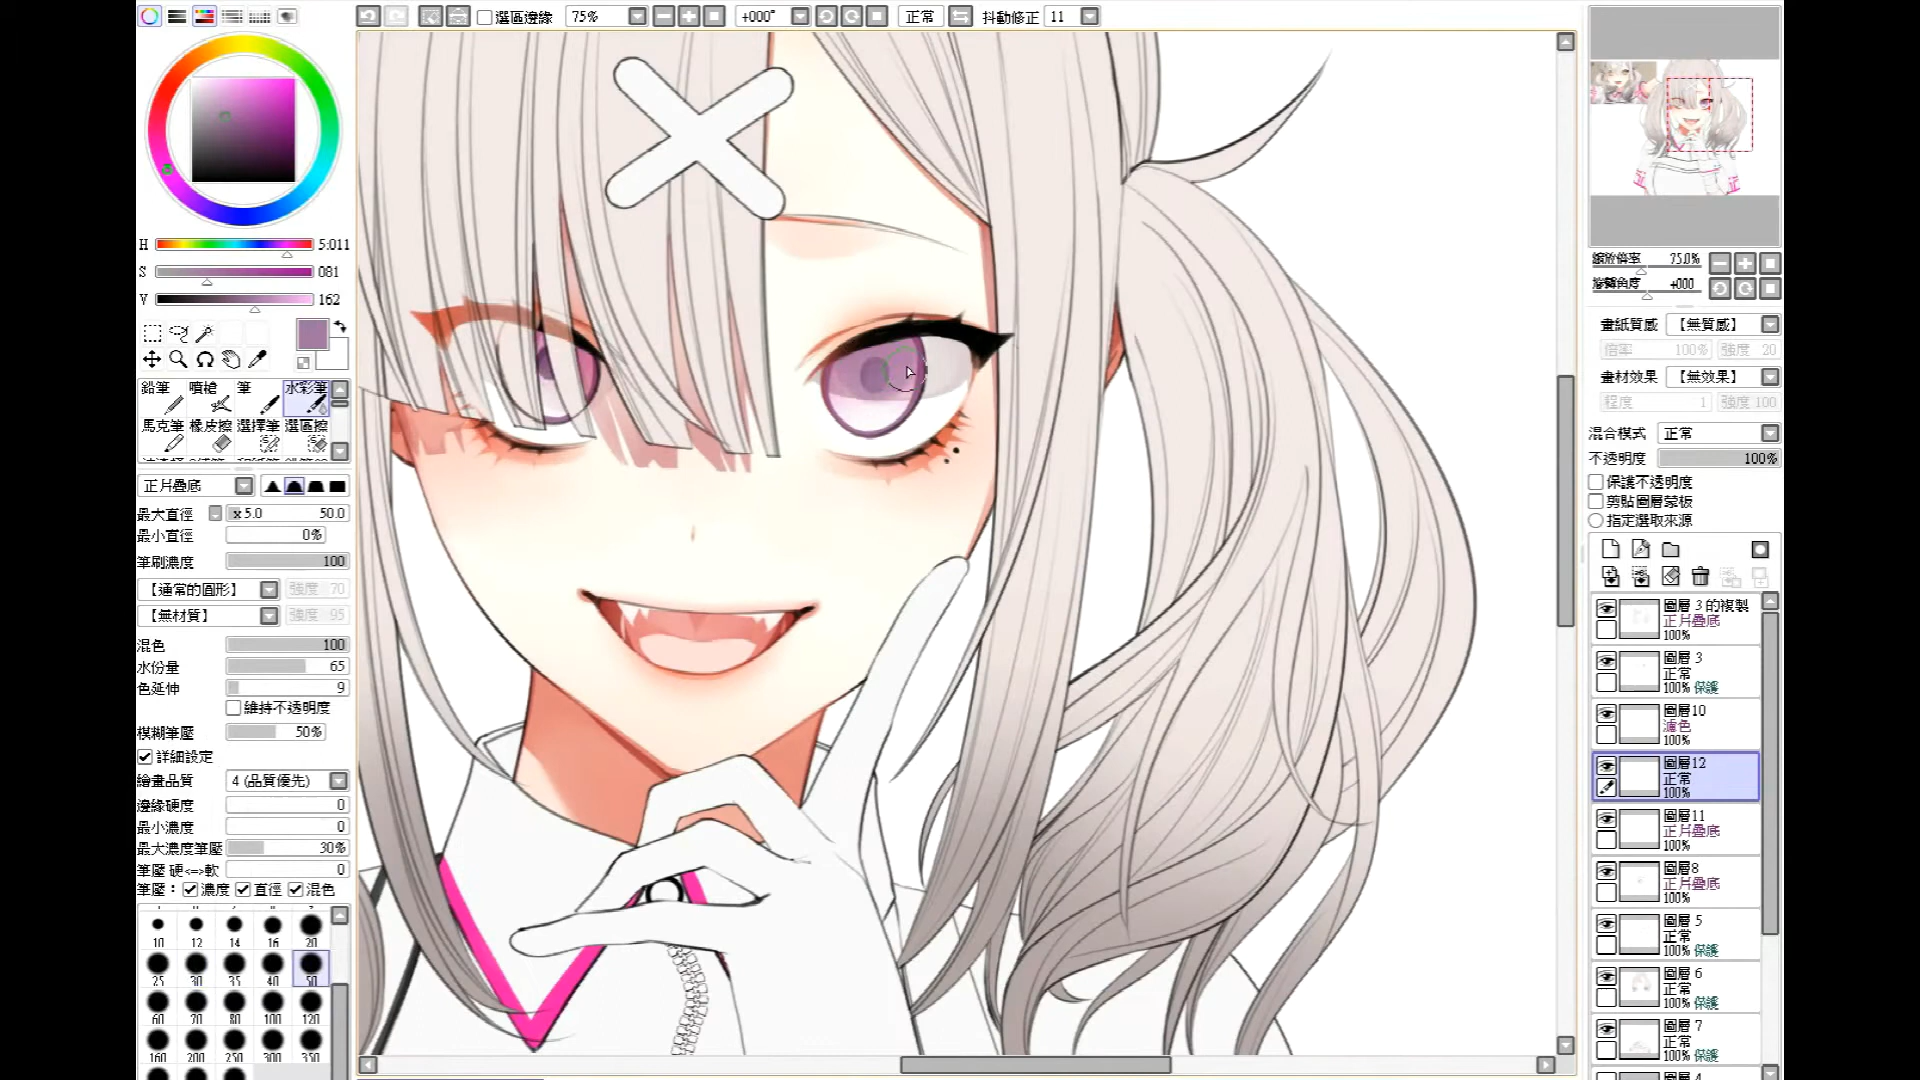 選區邊緣 75% +000° 正常 抖動修正 11
H 5:011
S 081
V 162
鉛筆 噴槍 筆 水彩筆
馬克筆 橡皮擦 選擇筆 選區擦
正片疊底
最大直徑 x 5.0 50.0
最小直徑 0%
筆刷濃度 100
【通常的圓形】 強度 70
【無材質】 強度 95
混色 100
水份量 65
色延伸 9
維持不透明度
模糊筆壓 50%
詳細設定
繪畫品質 4 (品質優先)
邊緣硬度 0
最小濃度 0
最大濃度筆壓 30%
筆壓 硬<=>軟 0
筆壓： 濃度 直徑 混色
10 12 14 16 20
25 30 35 40 50
60 70 80 100 120
160 200 250 300 350
縮放倍率 75.0%
旋轉角度 +000
畫紙質感 【無質感】
倍率 100% 強度 20
畫材效果 【無效果】
程度 1 強度 100
混合模式 正常
不透明度 100%
保護不透明度
剪貼圖層蒙板
指定選取來源
圖層 3 的複製
正片疊底
100%
圖層 3
正常
100% 保護
圖層10
濾色
100%
圖層12
正常
100%
圖層11
正片疊底
100%
圖層8
正片疊底
100%
圖層 5
正常
100% 保護
圖層 6
正常
100% 保護
圖層 7
正常
100% 保護